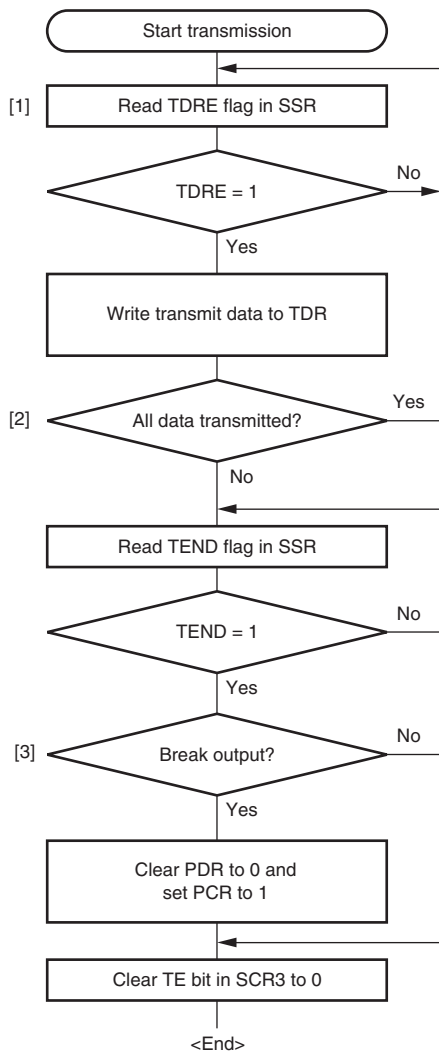 Start transmission
[1]
Read TDRE flag in SSR
TDRE = 1
No
Yes
Write transmit data to TDR
[2]
All data transmitted?
Yes
No
Read TEND flag in SSR
TEND = 1
No
Yes
[3]
Break output?
No
Yes
Clear PDR to 0 and
set PCR to 1
Clear TE bit in SCR3 to 0
<End>